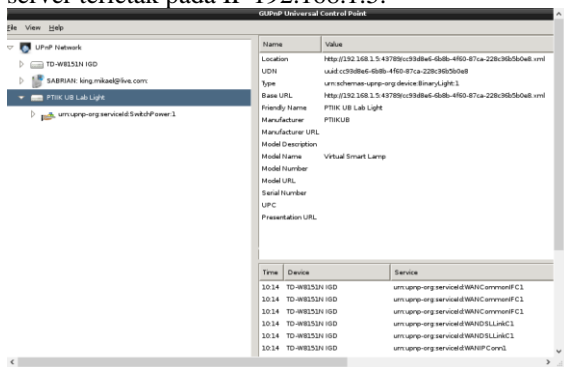 server terletak pada IP 192.168.1.5.
GUPnP Universal Control Point
File View Help
UPnP Network
TD-W8151N IGD
SABRIAN: king.mikael@live.com:
PTIIK UB Lab Light
urn:upnp-org:serviceId:SwitchPower:1
Name Value
Location http://192.168.1.5:43789/cc93d8e6-6b8b-4f60-87ca-228c36b5b0e8.xml
UDN uuid:cc93d8e6-6b8b-4f60-87ca-228c36b5b0e8
Type urn:schemas-upnp-org:device:BinaryLight:1
Base URL http://192.168.1.5:43789/cc93d8e6-6b8b-4f60-87ca-228c36b5b0e8.xml
Friendly Name PTIIK UB Lab Light
Manufacturer PTIIKUB
Manufacturer URL
Model Description
Model Name Virtual Smart Lamp
Model Number
Model URL
Serial Number
UPC
Presentation URL
Time Device Service
10:14 TD-W8151N IGD urn:upnp-org:serviceId:WANCommonIFC1
10:14 TD-W8151N IGD urn:upnp-org:serviceId:WANCommonIFC1
10:14 TD-W8151N IGD urn:upnp-org:serviceId:WANCommonIFC1
10:14 TD-W8151N IGD urn:upnp-org:serviceId:WANDSLLinkC1
10:14 TD-W8151N IGD urn:upnp-org:serviceId:WANDSLLinkC1
10:14 TD-W8151N IGD urn:upnp-org:serviceId:WANIPConn1